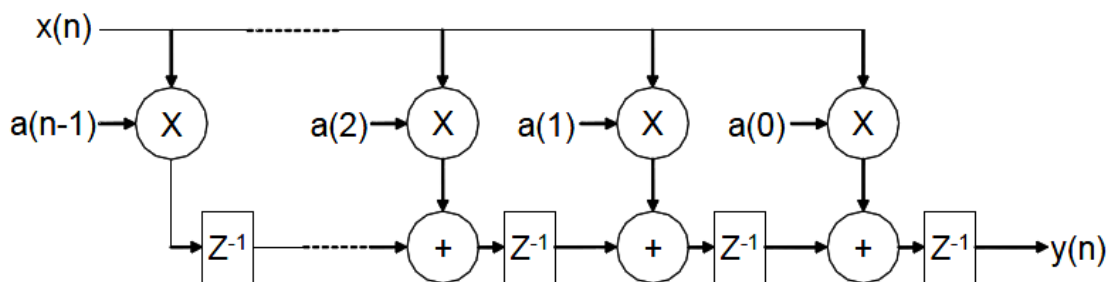 x(n)
X X X X
a(n-1) a(2) a(1) a(0)
Z⁻¹ + Z⁻¹ + Z⁻¹ + Z⁻¹ y(n)